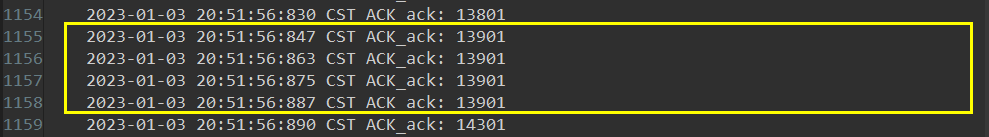 1154 2023-01-03 20:51:56:830 CST ACK_ack: 13801
1155 2023-01-03 20:51:56:847 CST ACK_ack: 13901
1156 2023-01-03 20:51:56:863 CST ACK_ack: 13901
1157 2023-01-03 20:51:56:875 CST ACK_ack: 13901
1158 2023-01-03 20:51:56:887 CST ACK_ack: 13901
1159 2023-01-03 20:51:56:890 CST ACK_ack: 14301